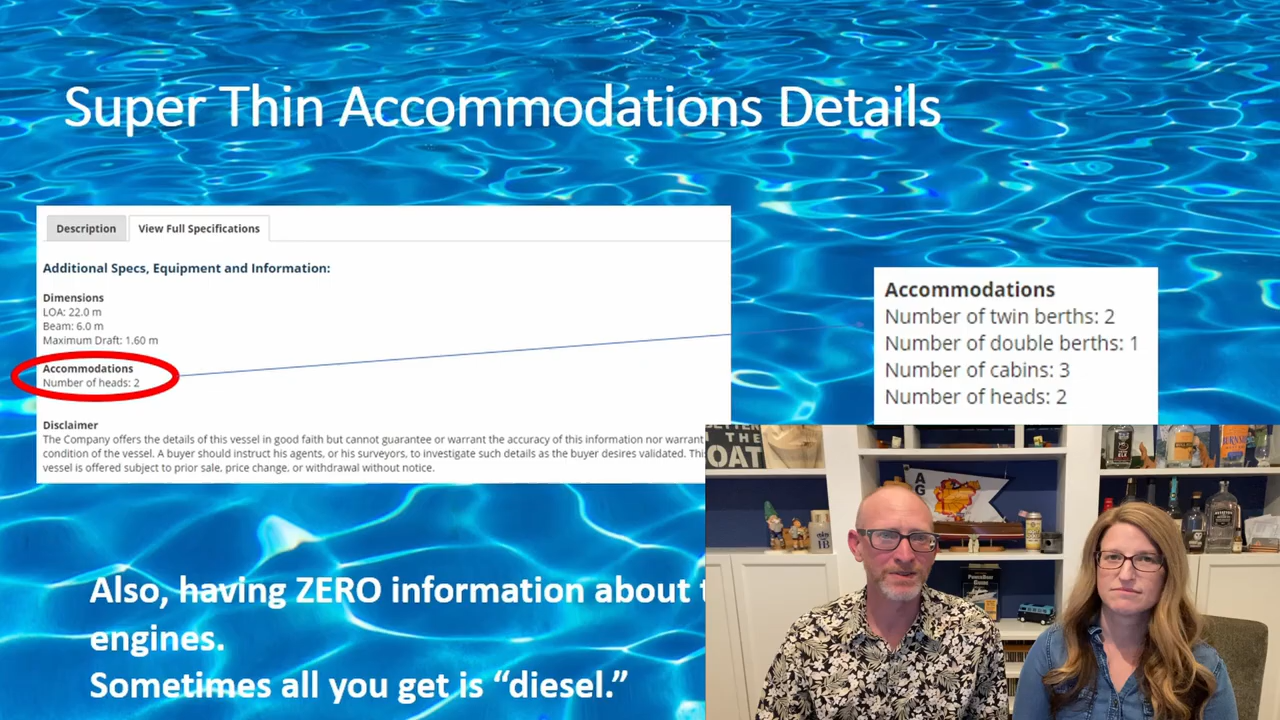 Super Thin Accommodations Details
Description
View Full Specifications
Additional Specs, Equipment and Information:
Dimensions
LOA: 22.0 m
Beam: 6.0 m
Maximum Draft: 1.60 m
Accommodations
Number of heads: 2
Disclaimer
The Company offers the details of this vessel in good faith but cannot guarantee or warrant the accuracy of this information nor warrant
condition of the vessel. A buyer should instruct his agents, or his surveyors, to investigate such details as the buyer desires validated.
vessel is offered subject to prior sale, price change, or withdrawal without notice.
Accommodations
Number of twin berths: 2
Number of double berths: 1
Number of cabins: 3
Number of heads: 2
Also, having ZERO information about
engines.
Sometimes all you get is “diesel.”
THE
OAT
AG